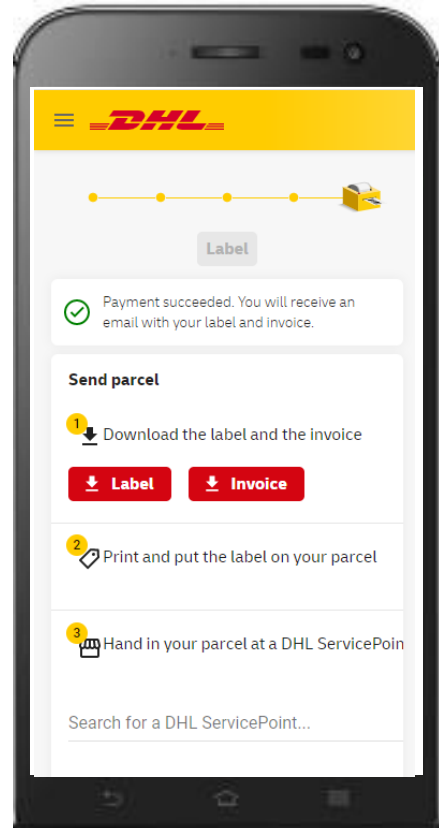 DHL
Label
Payment succeeded. You will receive an
email with your label and invoice.
Send parcel
1
Download the label and the invoice
Label
Invoice
2
Print and put the label on your parcel
3
Hand in your parcel at a DHL ServicePoin
Search for a DHL ServicePoint...